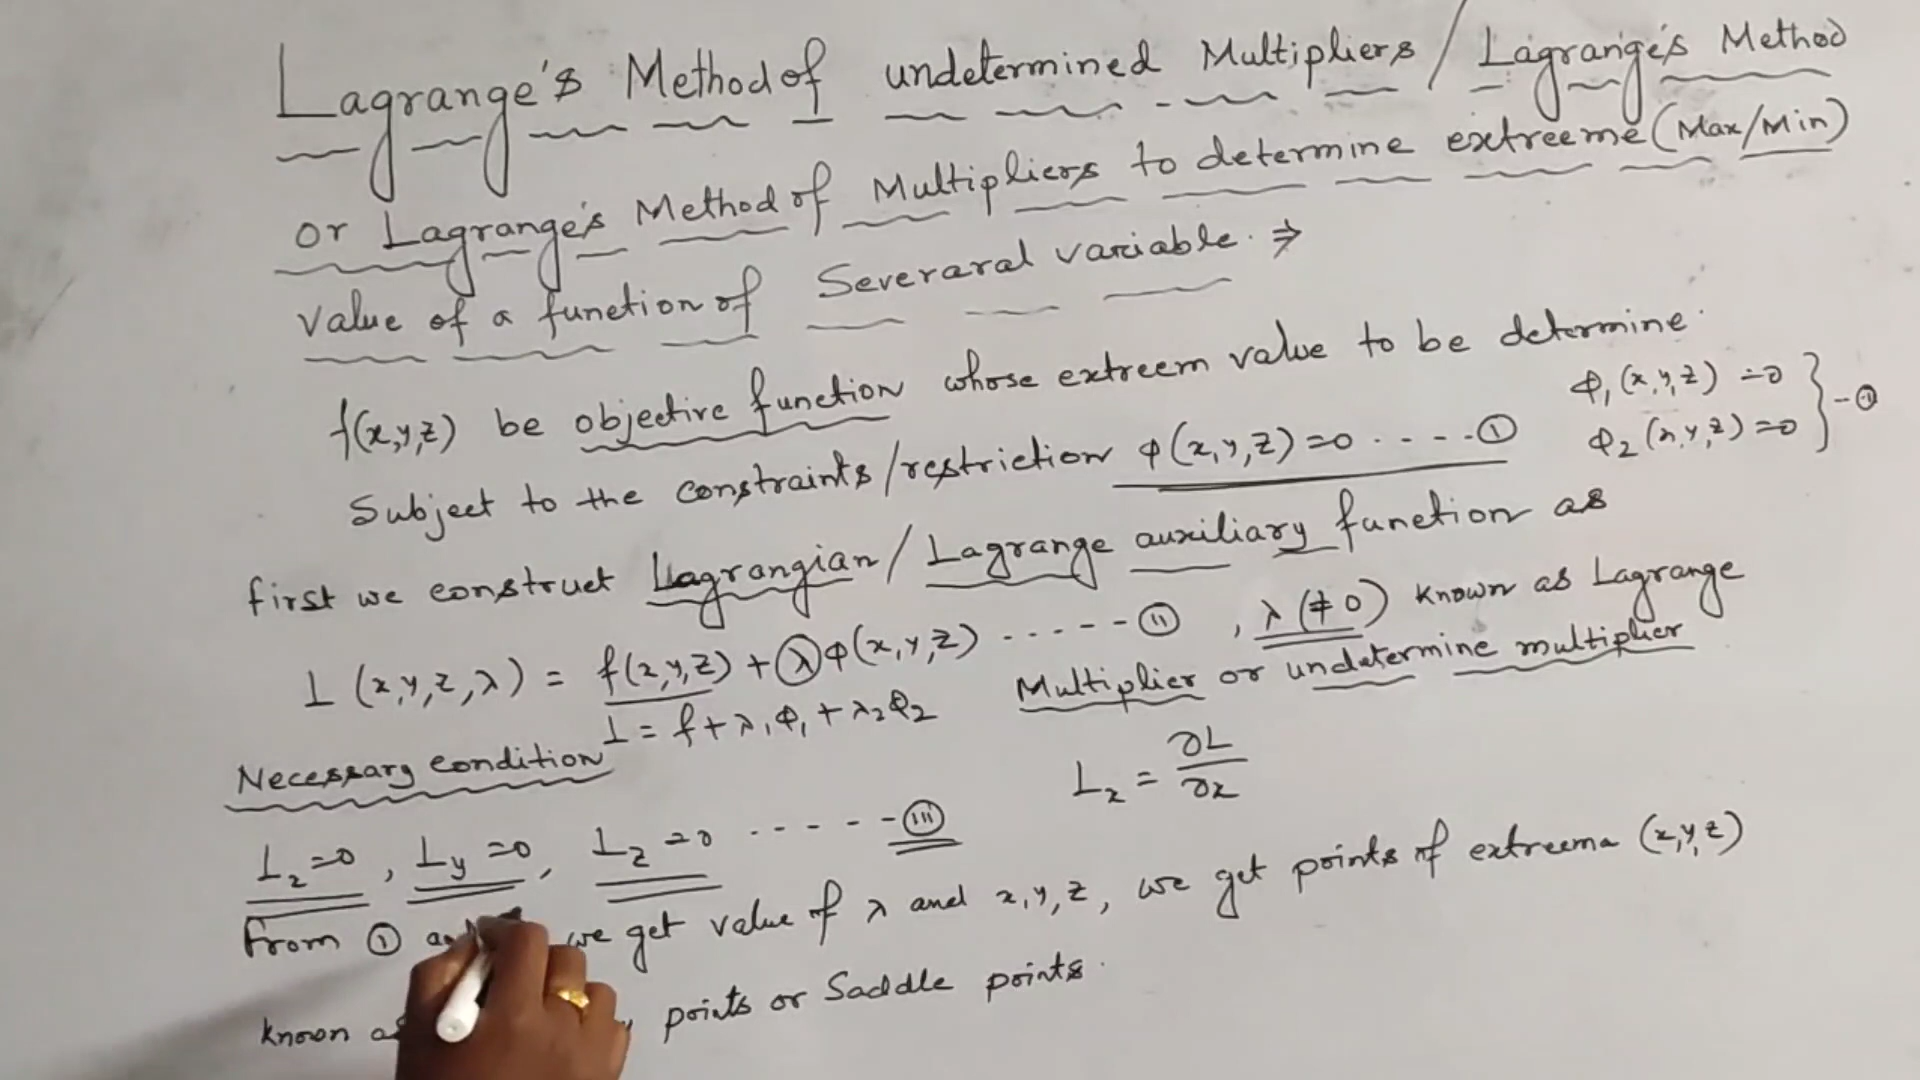 Lagrange's Method of undetermined Multipliers / Lagrange's Method
or Lagrange's Method of Multipliers to determine extreeme (Max/Min)
value of a function of Severaral variable. ⇒
f(x,y,z) be objective function whose extreem value to be determine.
Subject to the constraints/restriction φ(x,y,z)=0 ----- ①
φ₁(x,y,z) =0
φ₂(x,y,z)=0 } - ①
first we construct Lagrangian / Lagrange auxiliary function as
L (x,y,z,λ) = f(x,y,z) + λ φ(x,y,z) ------ ⑪ , λ (≠0) known as Lagrange
Multiplier or undetermine multiplier
L = f + λ₁φ₁ + λ₂φ₂
Necessary condition
Lx = ∂L/∂x
Lx =0 , Ly =0 , Lz =0 ------ (iii)
from ① we get value of λ and x,y,z, we get points of extreema (x,y,z)
known points or Saddle points.